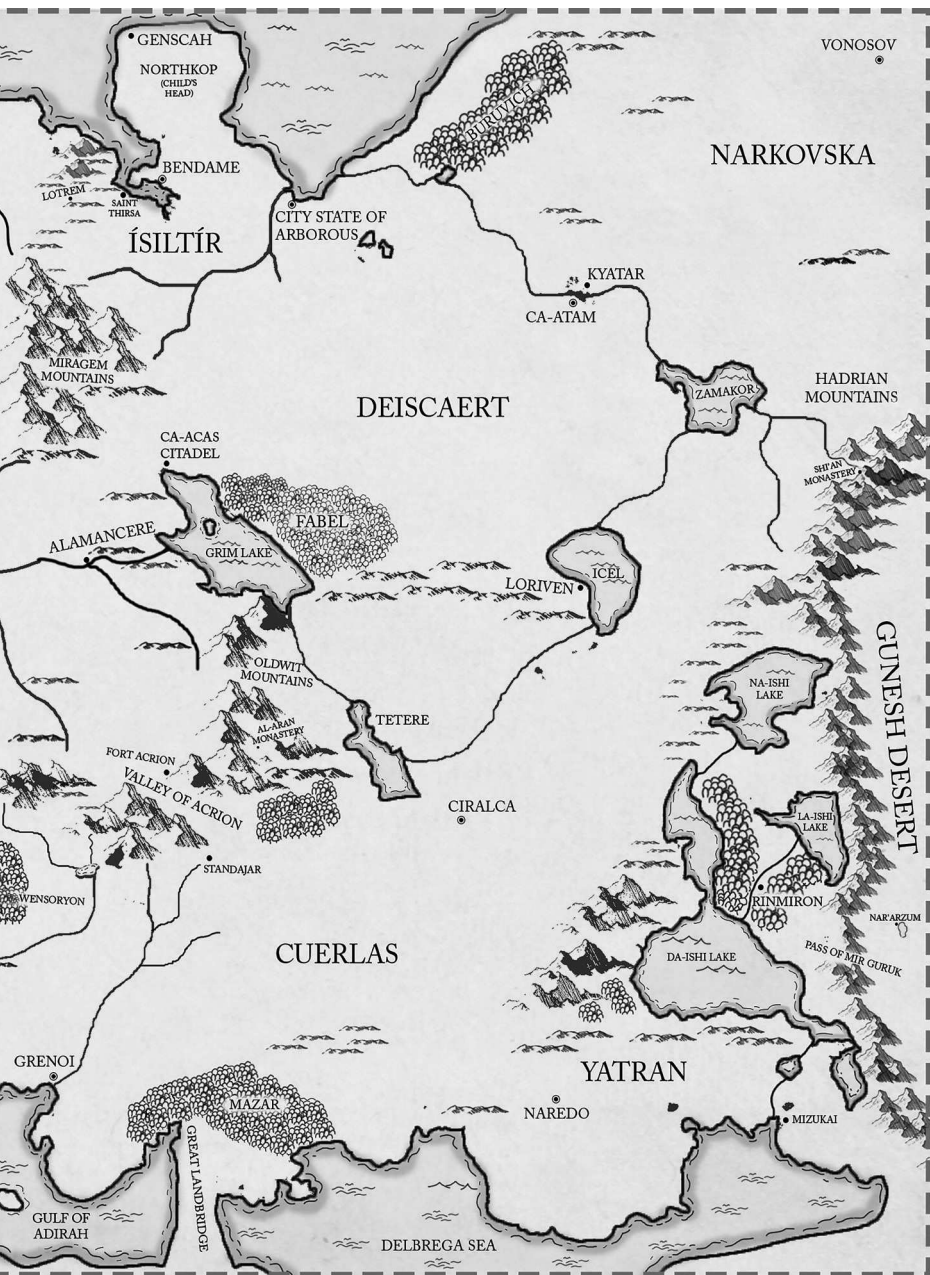 GENSCAH
NORTHKOP
(CHILD'S
HEAD)
VONOSOV
BURUVICH
NARKOVSKA
BENDAME
LOTREM
SAINT
THIRSA
CITY STATE OF
ARBOROUS
ÍSILTÍR
KYATAR
CA-ATAM
MIRAGEM
MOUNTAINS
ZAMAKOR
HADRIAN
MOUNTAINS
DEISCAERT
CA-ACAS
CITADEL
SHI'AN
MONASTERY
FABEL
ALAMANCERE
GRIM LAKE
LORIVEN
ICEL
GUNESH DESERT
OLDWIT
MOUNTAINS
NA-ISHI
LAKE
TETERE
AL-ARAN
MONASTERY
FORT ACRION
VALLEY OF ACRION
CIRALCA
LA-ISHI
LAKE
STANDAJAR
WENSORYON
RINMIRON
NAR'ARZUM
CUERLAS
DA-ISHI LAKE
PASS OF MIR GURUK
GRENOI
YATRAN
MAZAR
NAREDO
MIZUKAI
GREAT LANDBRIDGE
GULF OF
ADIRAH
DELBREGA SEA